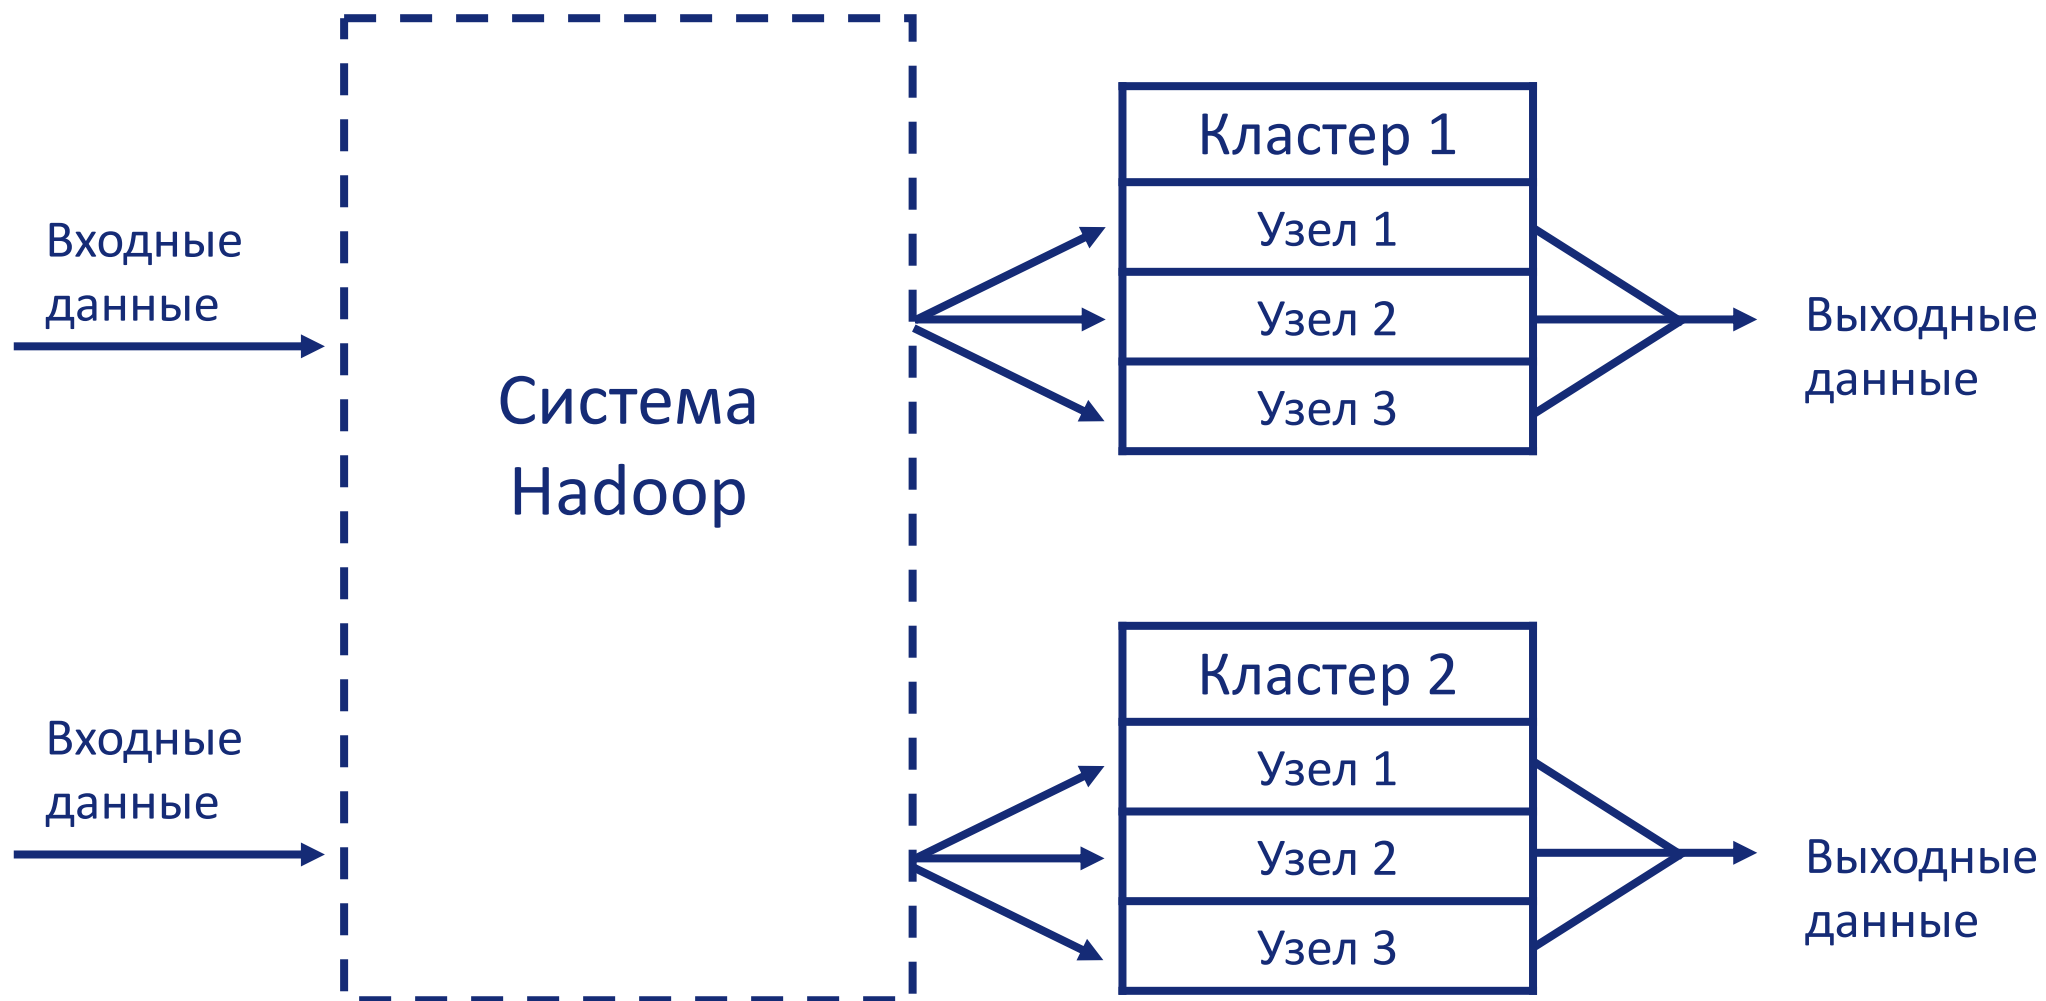 Входные
данные
Система
Hadoop
Кластер 1
Узел 1
Узел 2
Узел 3
Выходные
данные
Входные
данные
Кластер 2
Узел 1
Узел 2
Узел 3
Выходные
данные